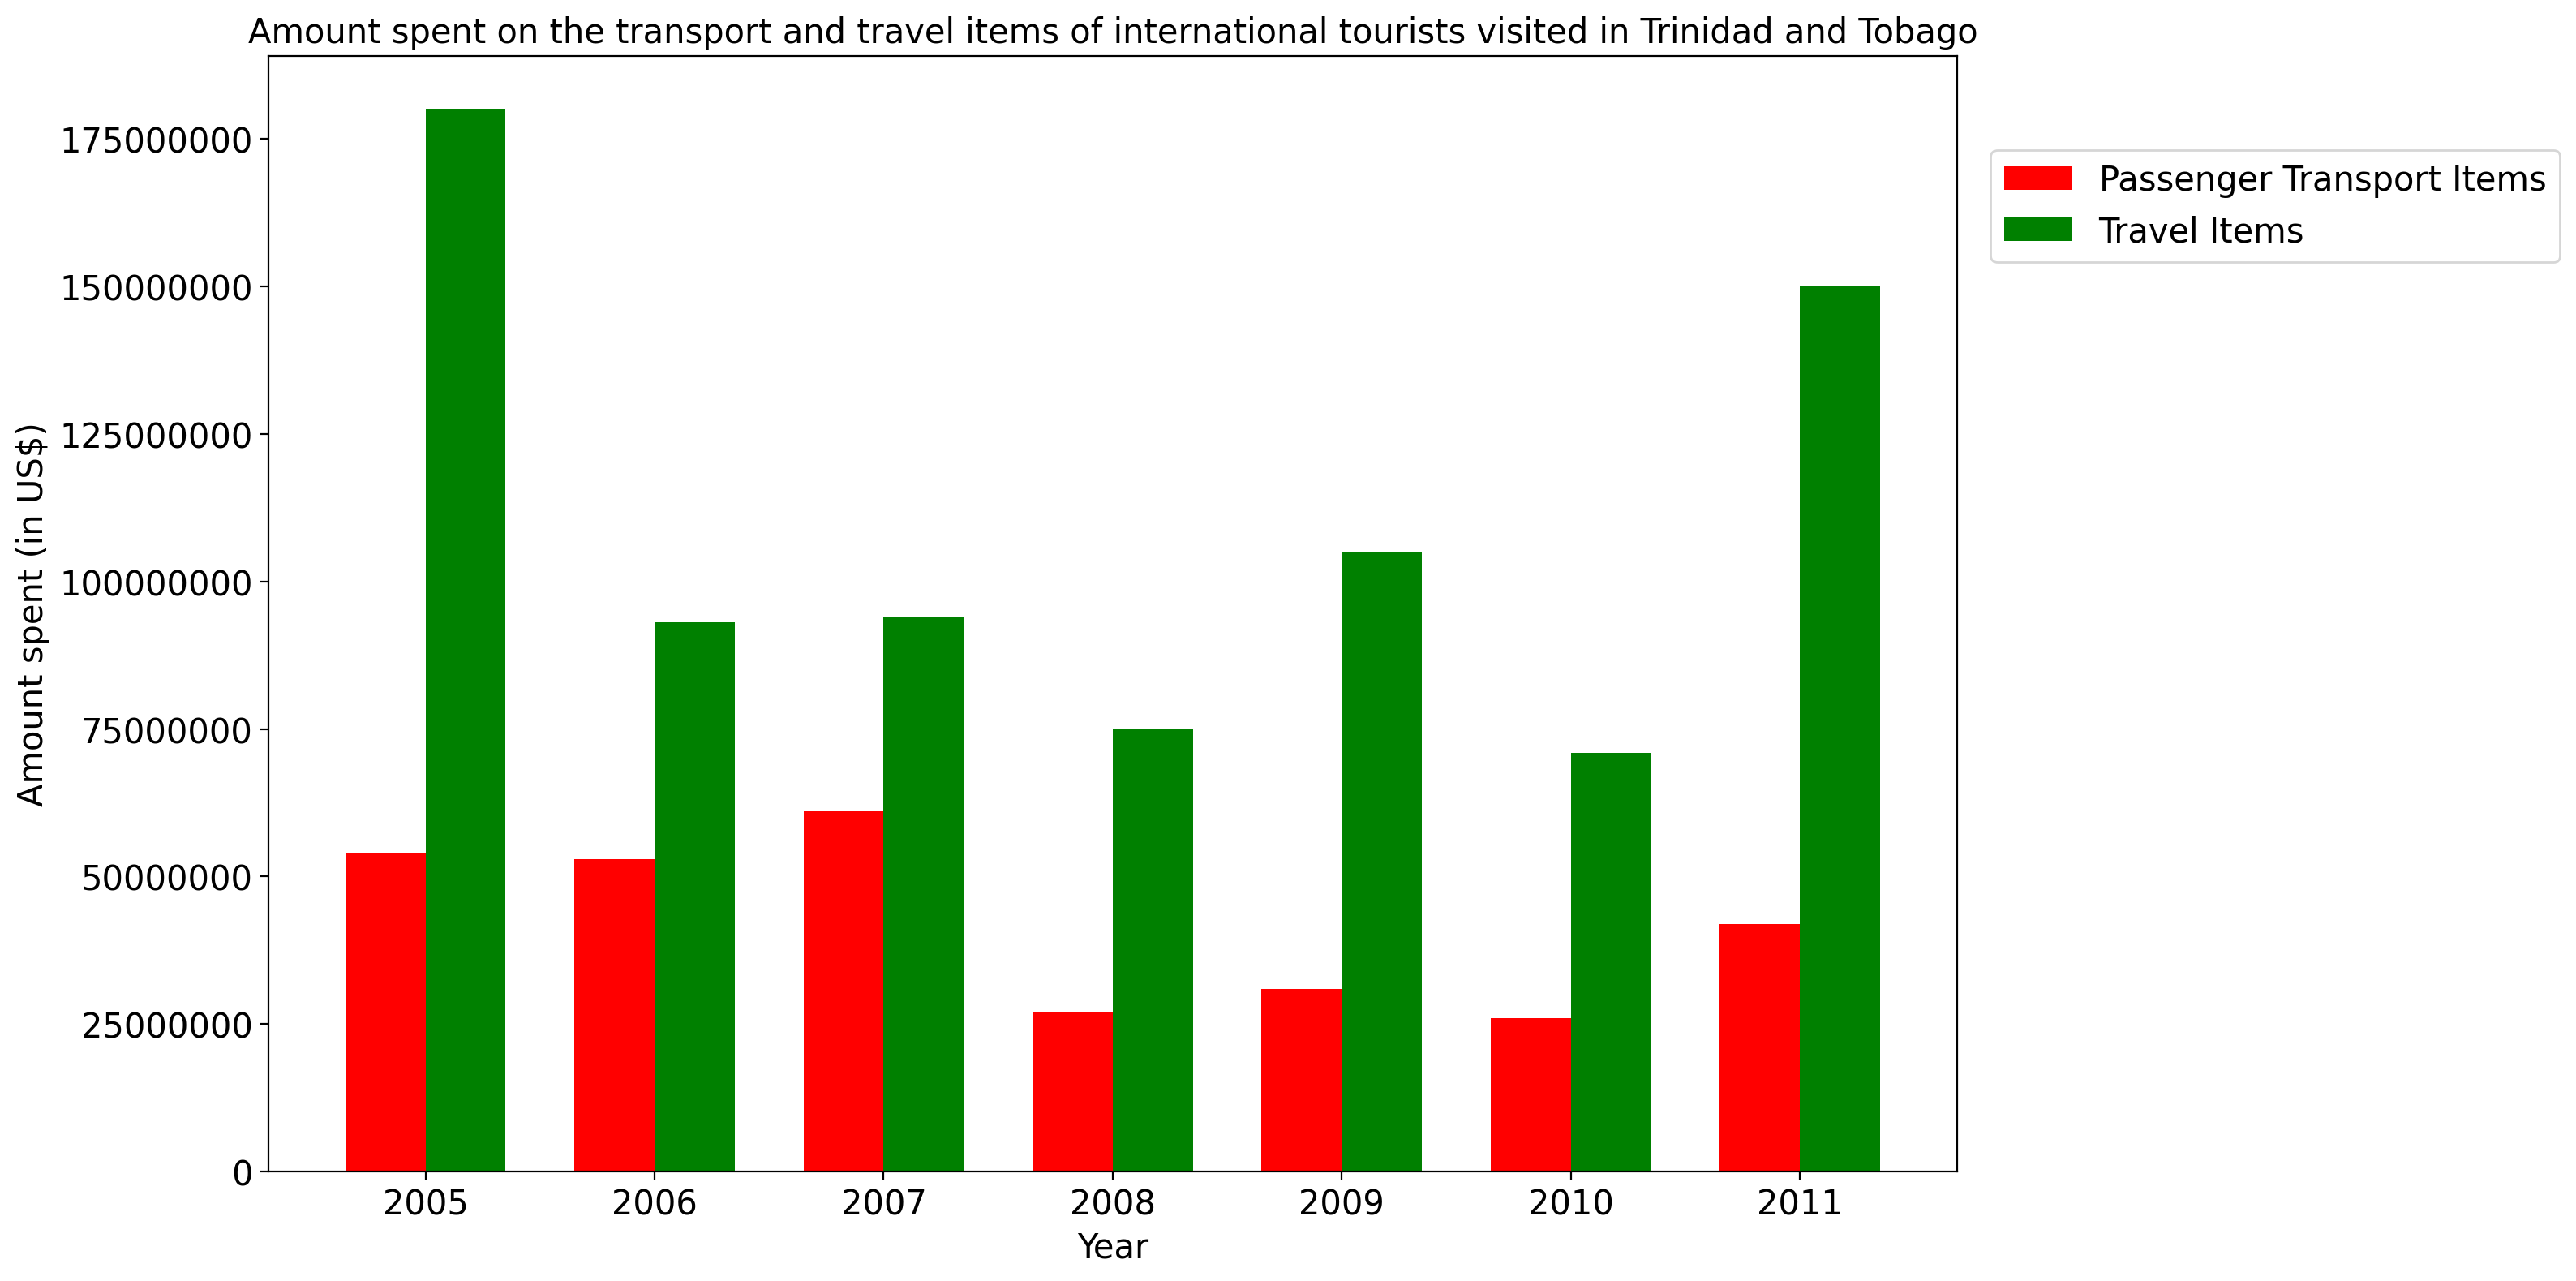 Amount spent on the transport and travel items of international tourists visited in Trinidad and Tobago
Amount spent (in US$)
175000000
150000000
125000000
100000000
75000000
50000000
25000000
0
2005 2006 2007 2008 2009 2010 2011
Year
Passenger Transport Items
Travel Items